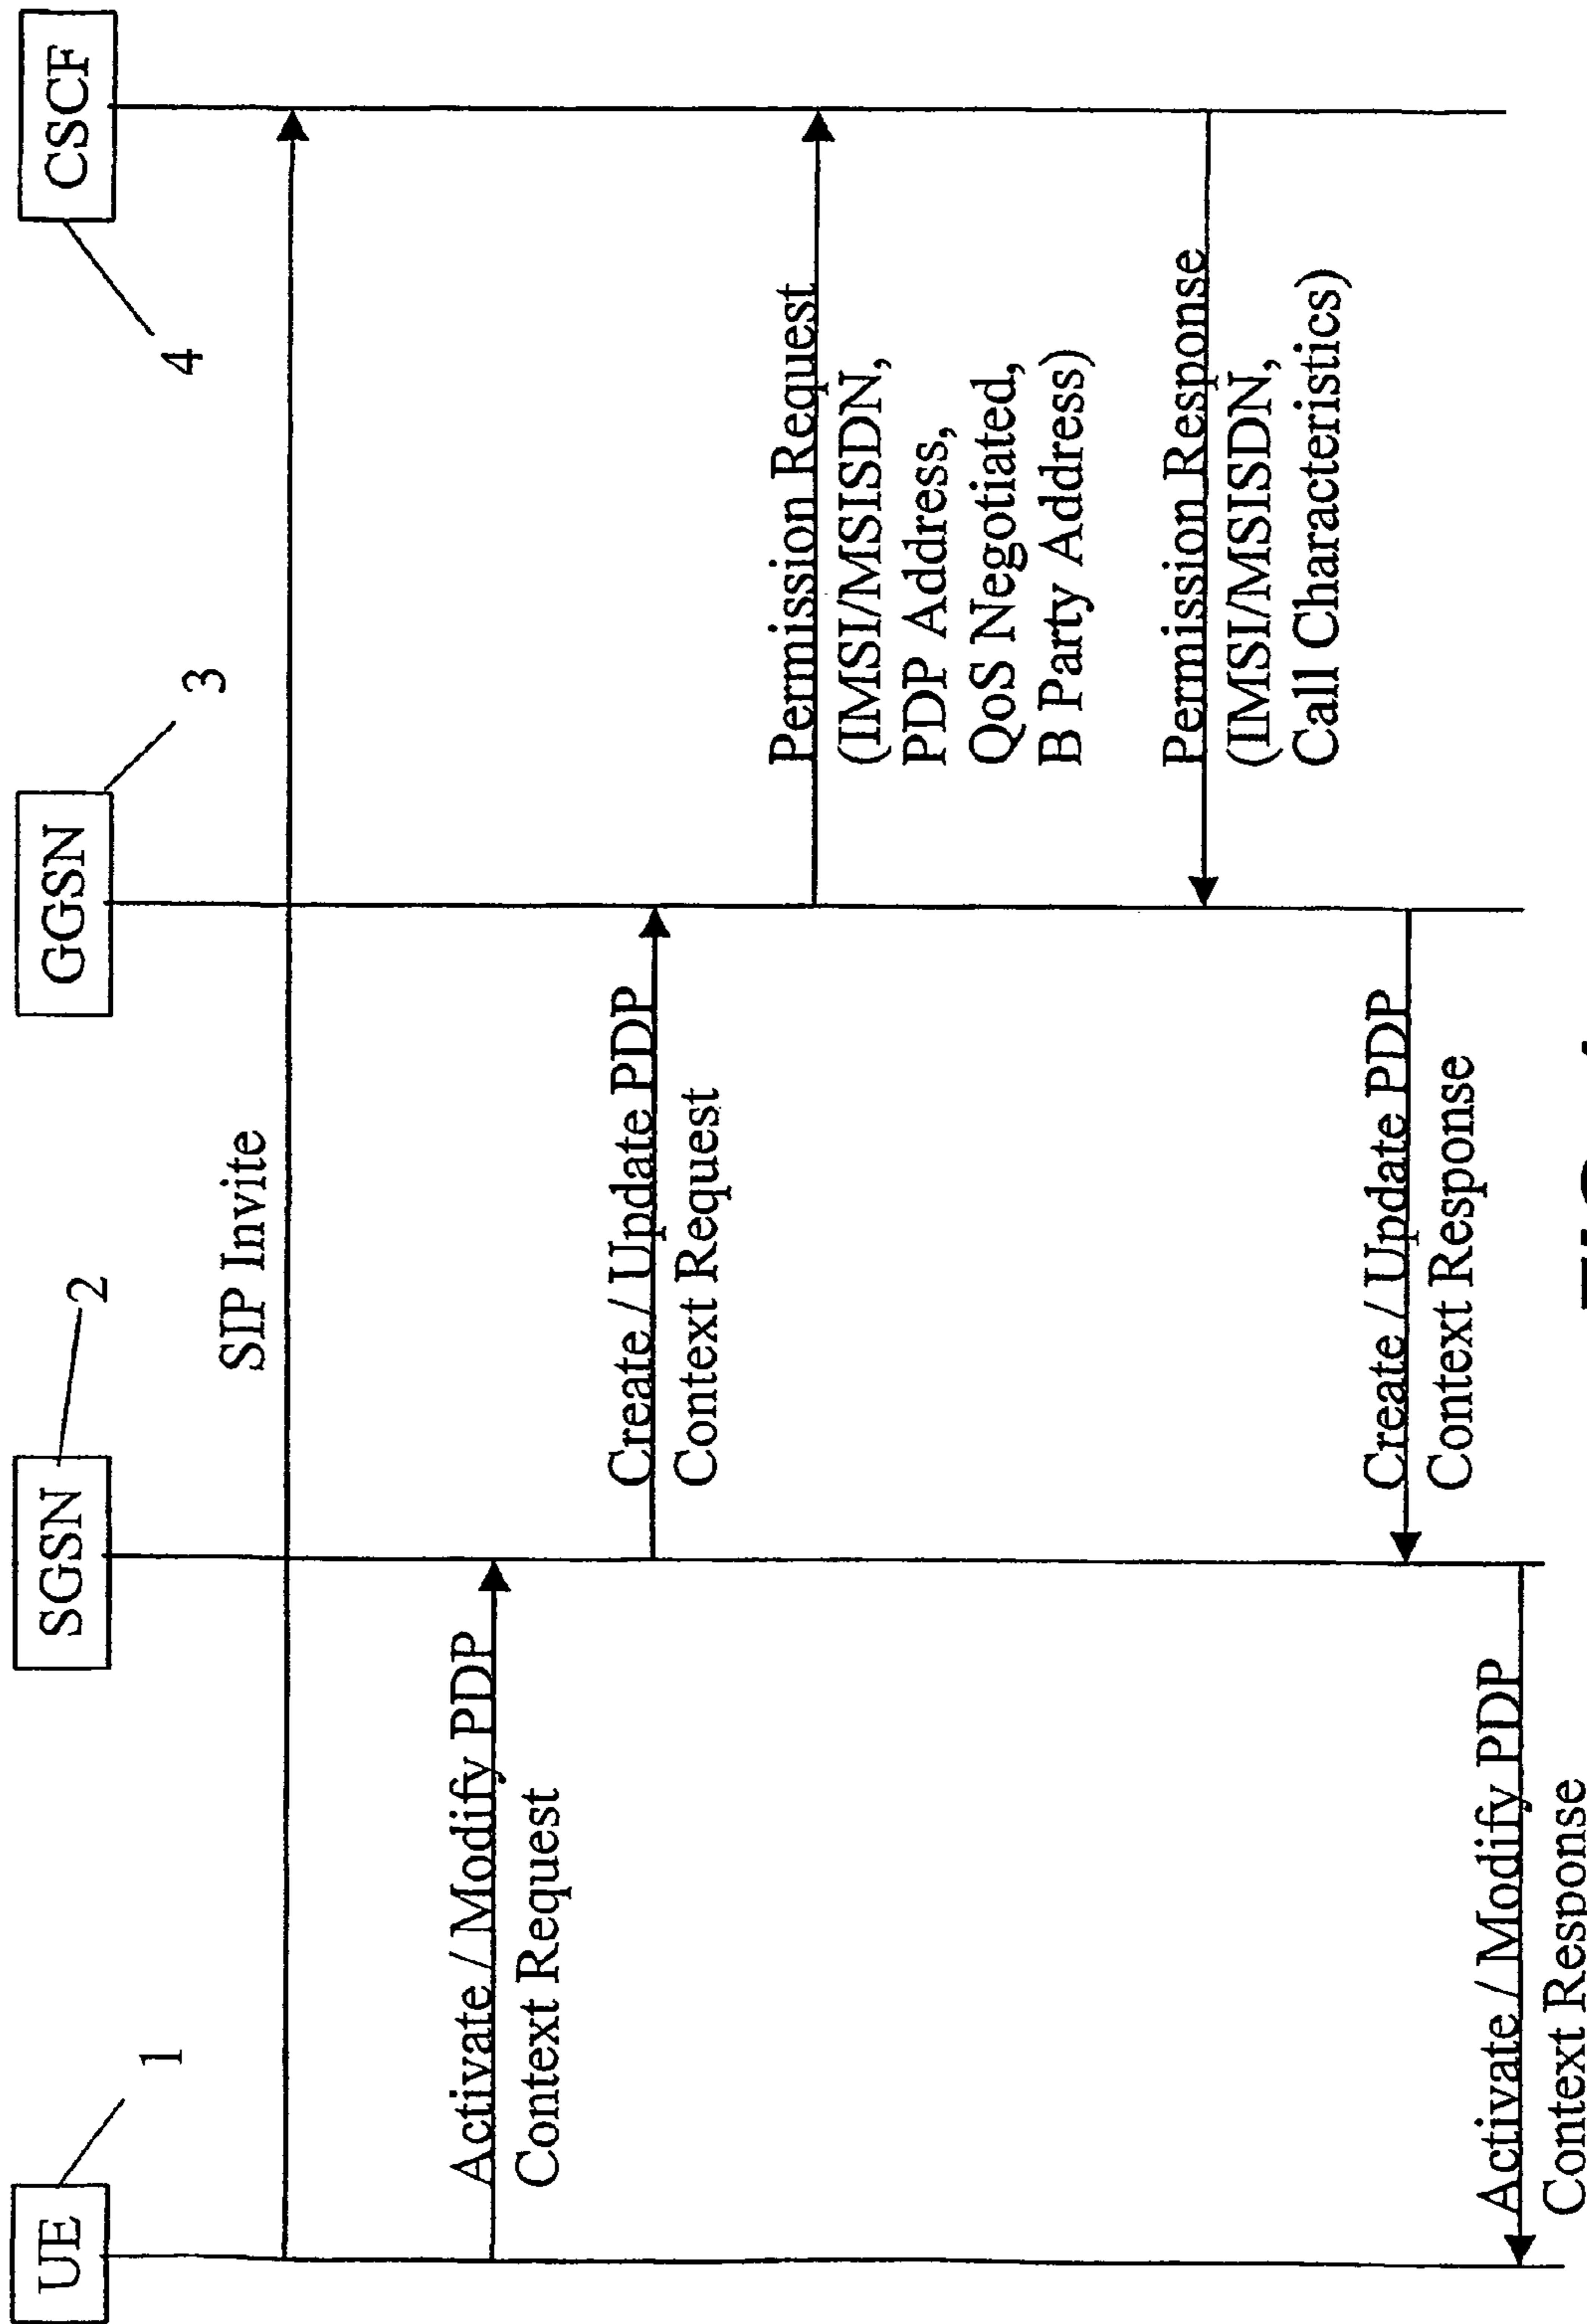 UE
SGSN
GGSN
CSCF
1
2
3
4
SIP Invite
Activate / Modify PDP
Context Request
Create / Update PDP
Context Request
Permission Request
(IMSI/MSISDN,
PDP Address,
QoS Negotiated,
B Party Address)
Permission Response
(IMSI/MSISDN,
Call Characteristics)
Create / Update PDP
Context Response
Activate / Modify PDP
Context Response